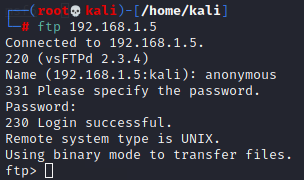 ┌──(root💀kali)-[/home/kali]
└─# ftp 192.168.1.5
Connected to 192.168.1.5.
220 (vsFTPd 2.3.4)
Name (192.168.1.5:kali): anonymous
331 Please specify the password.
Password:
230 Login successful.
Remote system type is UNIX.
Using binary mode to transfer files.
ftp>